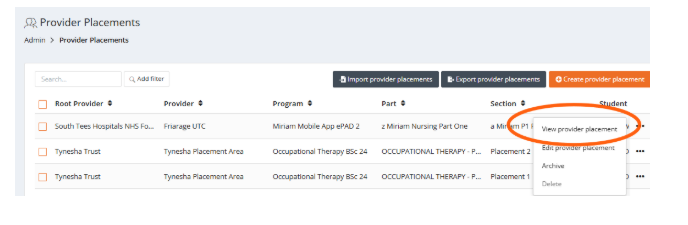 Provider Placements
Admin > Provider Placements
Search... Add filter Import provider placements Export provider placements Create provider placement
Root Provider Provider Program Part Section Student
South Tees Hospitals NHS Fo... Friarage UTC Miriam Mobile App ePAD 2 z Miriam Nursing Part One a Miriam P1
View provider placement
Tynesha Trust Tynesha Placement Area Occupational Therapy BSc 24 OCCUPATIONAL THERAPY - P... Placement 2
Edit provider placement
Archive
Tynesha Trust Tynesha Placement Area Occupational Therapy BSc 24 OCCUPATIONAL THERAPY - P... Placement 1
Delete